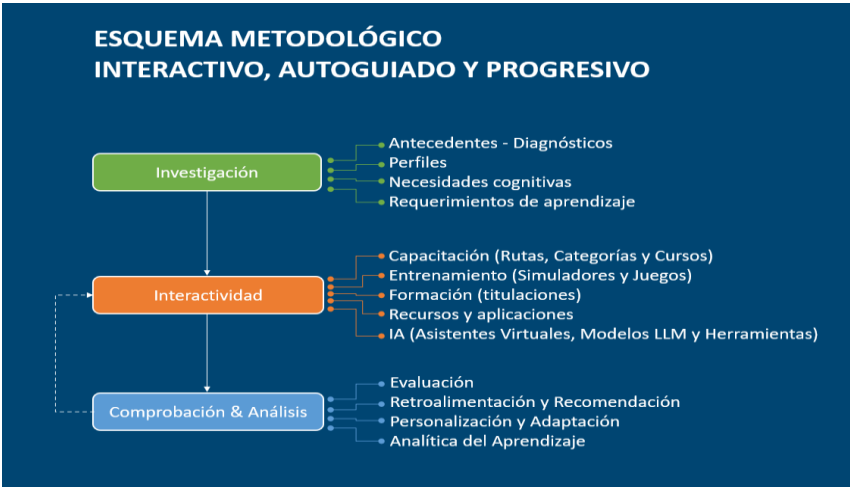 ESQUEMA METODOLÓGICO
INTERACTIVO, AUTOGUIADO Y PROGRESIVO
Investigación
Antecedentes - Diagnósticos
Perfiles
Necesidades cognitivas
Requerimientos de aprendizaje
Interactividad
Capacitación (Rutas, Categorías y Cursos)
Entrenamiento (Simuladores y Juegos)
Formación (titulaciones)
Recursos y aplicaciones
IA (Asistentes Virtuales, Modelos LLM y Herramientas)
Comprobación & Análisis
Evaluación
Retroalimentación y Recomendación
Personalización y Adaptación
Analítica del Aprendizaje